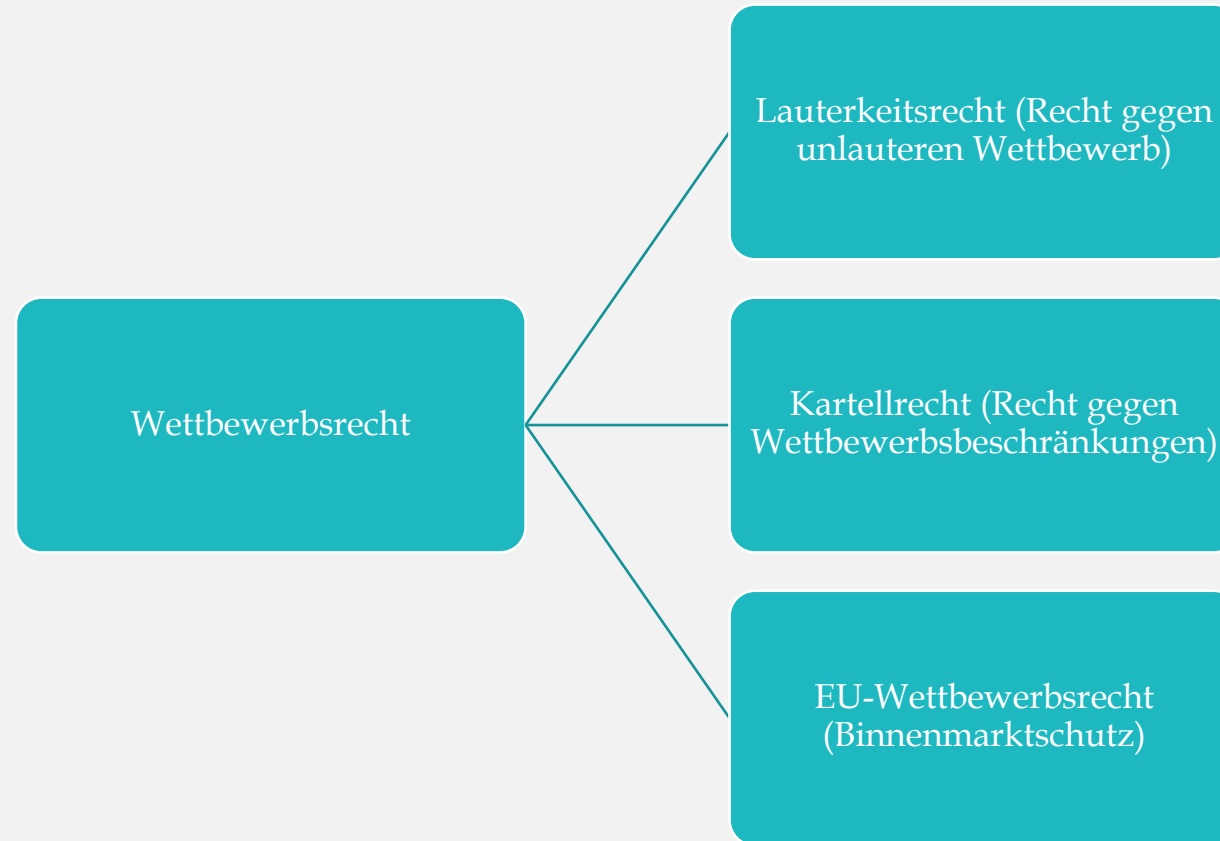 Lauterkeitsrecht (Recht gegen
unlauteren Wettbewerb)
Wettbewerbsrecht
Kartellrecht (Recht gegen
Wettbewerbsbeschränkungen)
EU-Wettbewerbsrecht
(Binnenmarktschutz)